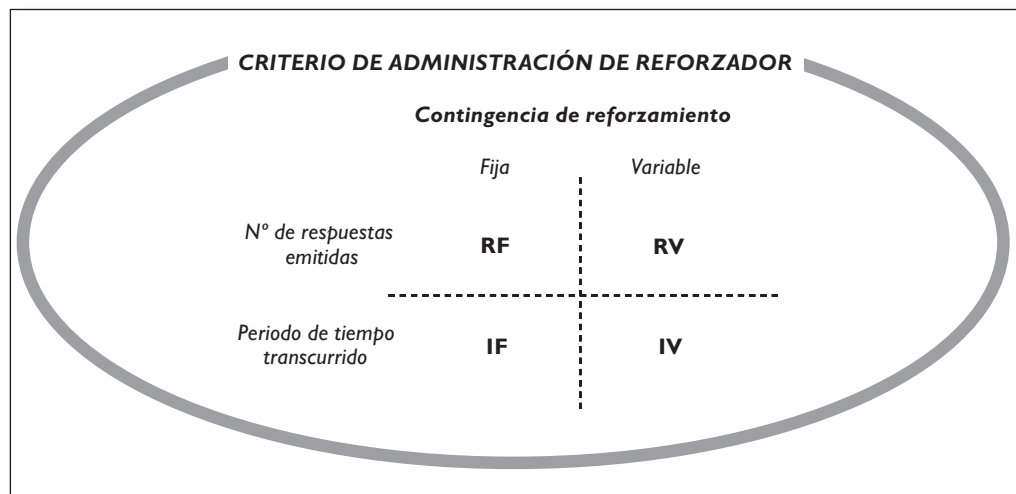 CRITERIO DE ADMINISTRACIÓN DE REFORZADOR
Contingencia de reforzamiento
Fija Variable
Nº de respuestas
emitidas
RF RV
Periodo de tiempo
transcurrido
IF IV